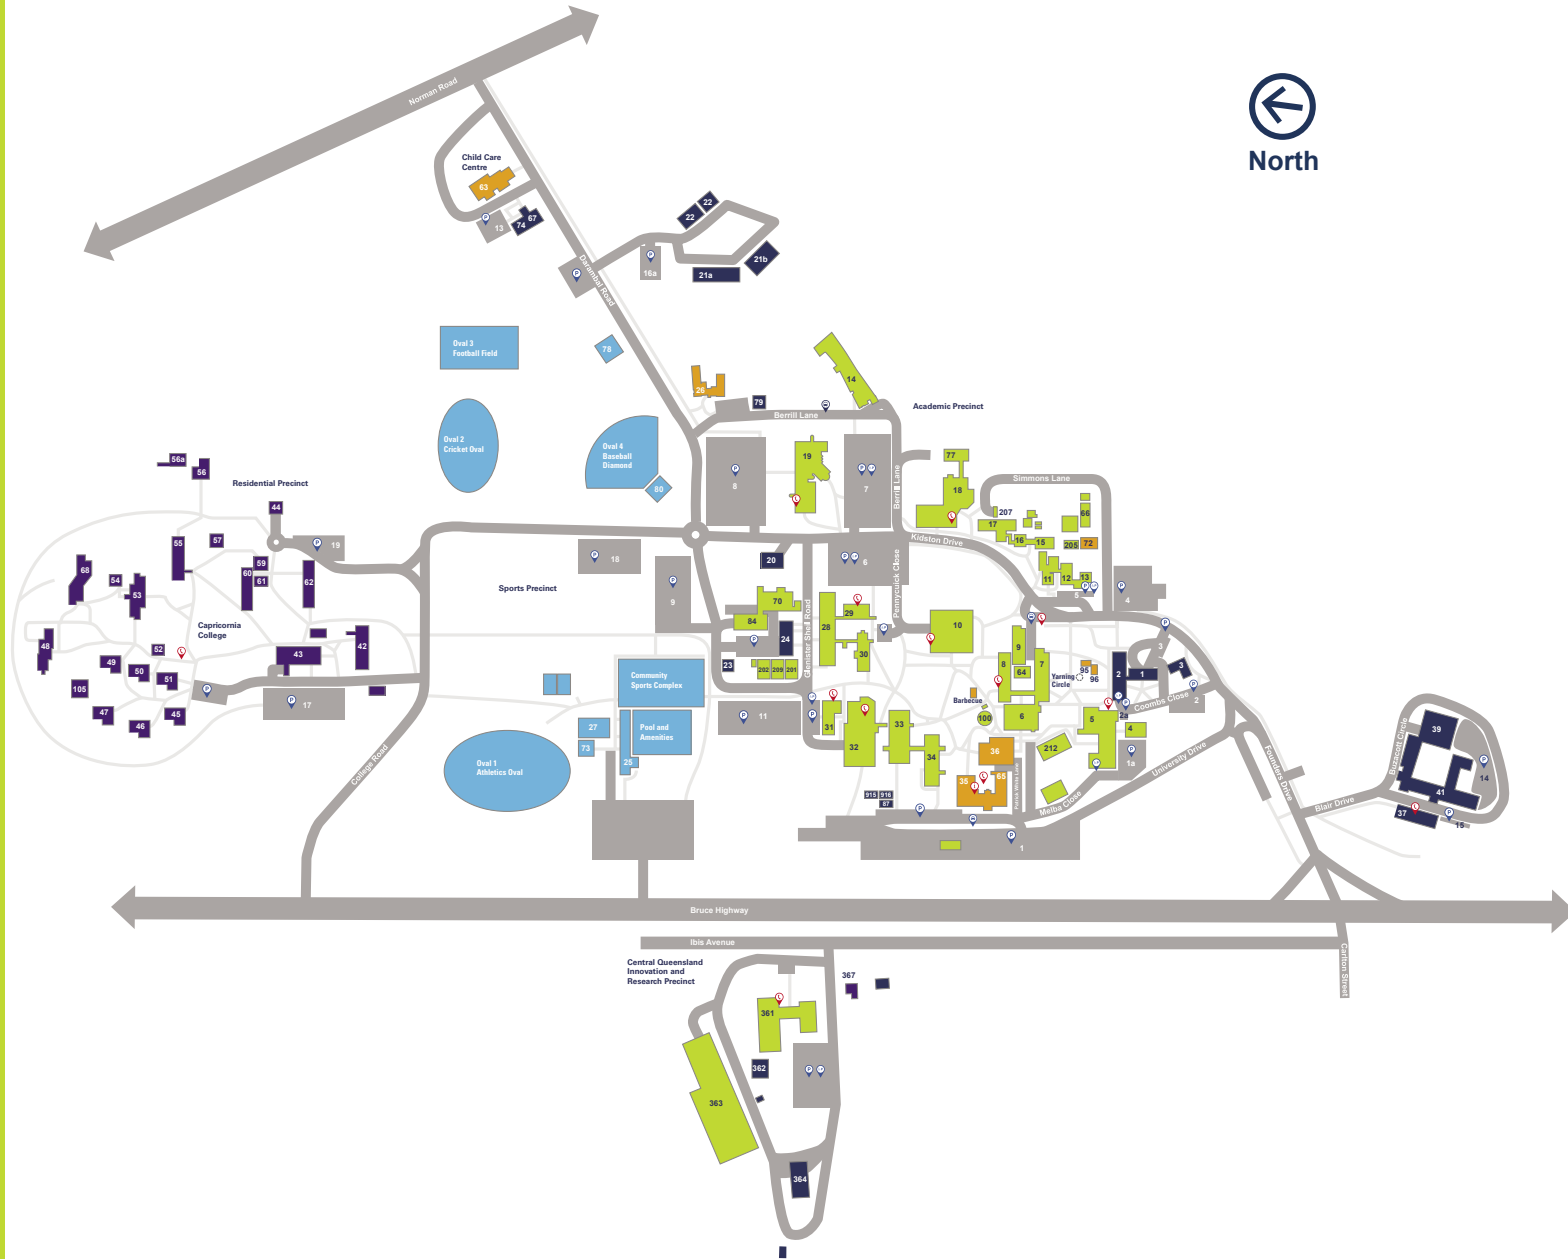 Norman Road
North
Child Care
Centre
63
13
67
74
22
22
16a
21a
21b
Darambal Road
Oval 3
Football Field
78
26
79
14
Academic Precinct
Berrill Lane
Oval 2
Cricket Oval
Oval 4
Baseball
Diamond
80
8
19
7
Berrill Lane
77
18
Simmons Lane
207
17
66
16
15
205
72
56a
56
Residential Precinct
44
19
55
57
59
60
61
62
68
54
53
Capricornia
College
48
52
49
50
51
43
42
105
47
46
45
17
18
Sports Precinct
9
20
6
Kidston Drive
Pennycuick Close
70
84
24
23
202
209
201
Glenister Shell Road
28
29
30
10
11
12
13
5
4
9
8
64
7
Yarning
Circle
95
96
2
1
3
3
2
2a
Coombs Close
Barbecue
100
6
5
4
1a
212
Community
Sports Complex
Pool and
Amenities
27
73
25
Oval 1
Athletics Oval
College Road
11
31
32
33
34
36
35
65
Patrick White Lane
Melba Close
University Drive
Founders Drive
915
916
87
1
Blair Drive
Buzacott Circle
39
41
14
37
15
Bruce Highway
Ibis Avenue
Carlton Street
Central Queensland
Innovation and
Research Precinct
367
361
362
363
364